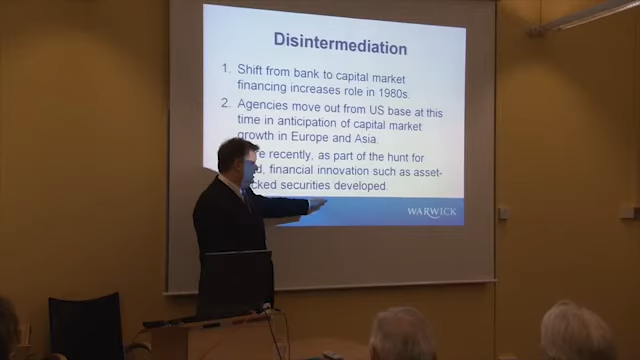 Disintermediation
1. Shift from bank to capital market
financing increases role in 1980s.
2. Agencies move out from US base at this
time in anticipation of capital market
growth in Europe and Asia.
recently, as part of the hunt for
financial innovation such as asset-
securities developed.
WARWICK